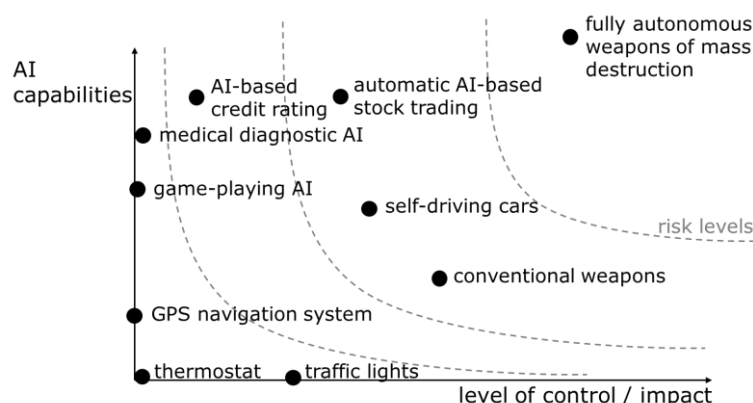 fully autonomous
weapons of mass
destruction
AI
capabilities
AI-based
credit rating
automatic AI-based
stock trading
medical diagnostic AI
game-playing AI
self-driving cars
risk levels
conventional weapons
GPS navigation system
thermostat
traffic lights
level of control / impact